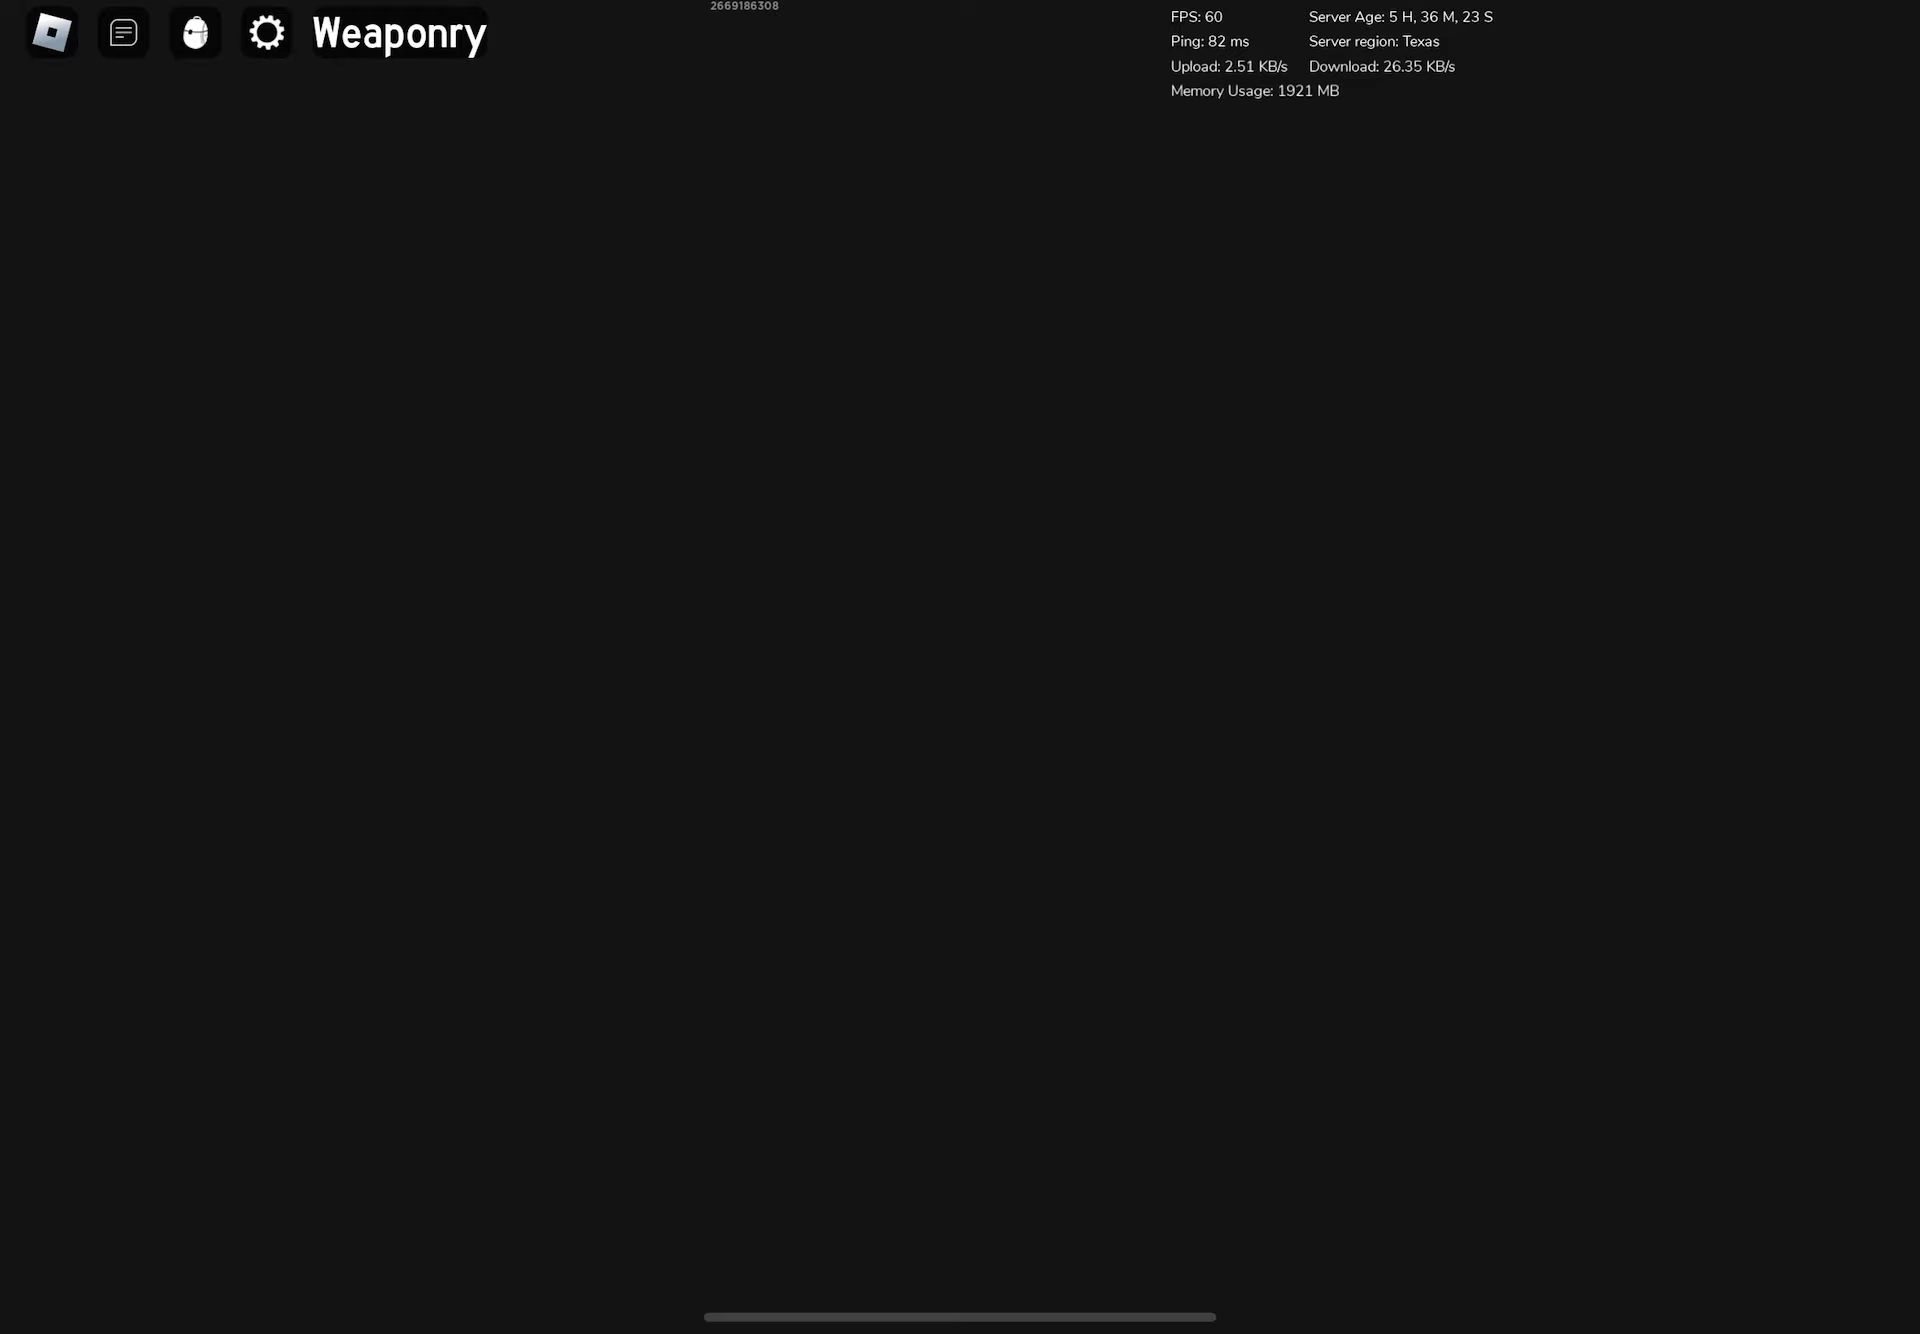 2669186308
Weaponry
FPS: 60
Server Age: 5 H, 36 M, 23 S
Ping: 82 ms
Server region: Texas
Upload: 2.51 KB/s
Download: 26.35 KB/s
Memory Usage: 1921 MB